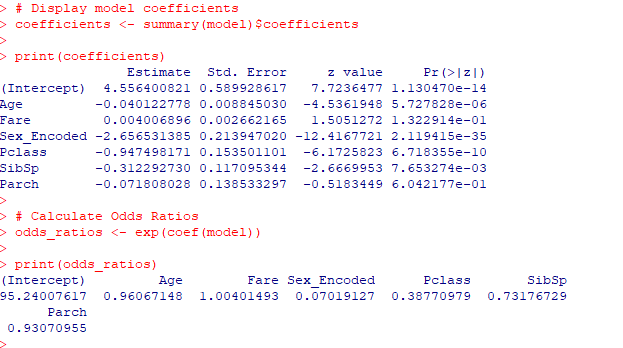 > # Display model coefficients
> coefficients <- summary(model)$coefficients
>
> print(coefficients)
Estimate Std. Error z value Pr(>|z|)
(Intercept) 4.556400821 0.589928617 7.7236477 1.130470e-14
Age -0.040122778 0.008845030 -4.5361948 5.727828e-06
Fare 0.004006896 0.002662165 1.5051272 1.322914e-01
Sex_Encoded -2.656531385 0.213947020 -12.4167721 2.119415e-35
Pclass -0.947498171 0.153501101 -6.1725823 6.718355e-10
SibSp -0.312292730 0.117095344 -2.6669953 7.653274e-03
Parch -0.071808028 0.138533297 -0.5183449 6.042177e-01
>
> # Calculate Odds Ratios
> odds_ratios <- exp(coef(model))
>
> print(odds_ratios)
(Intercept) Age Fare Sex_Encoded Pclass SibSp
95.24007617 0.96067148 1.00401493 0.07019127 0.38770979 0.73176729
Parch
0.93070955
>